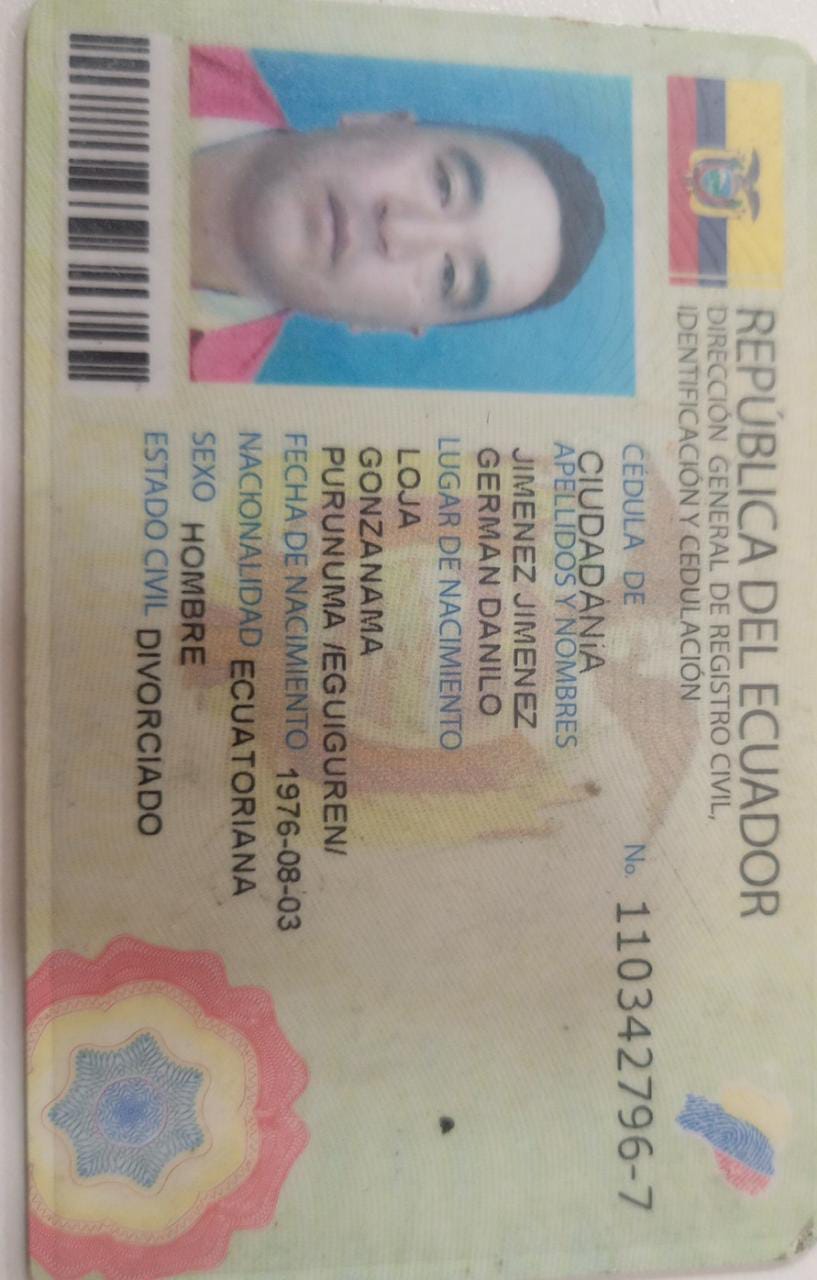 REPÚBLICA DEL ECUADOR
DIRECCIÓN GENERAL DE REGISTRO CIVIL,
IDENTIFICACIÓN Y CEDULACIÓN
CÉDULA DE No. 110342796-7
CIUDADANíA
APELLIDOS Y NOMBRES
JIMENEZ JIMENEZ
GERMAN DANILO
LUGAR DE NACIMIENTO
LOJA
GONZANAMA
PURUNUMA /EGUIGUREN/
FECHA DE NACIMIENTO 1976-08-03
NACIONALIDAD ECUATORIANA
SEXO HOMBRE
ESTADO CIVIL DIVORCIADO